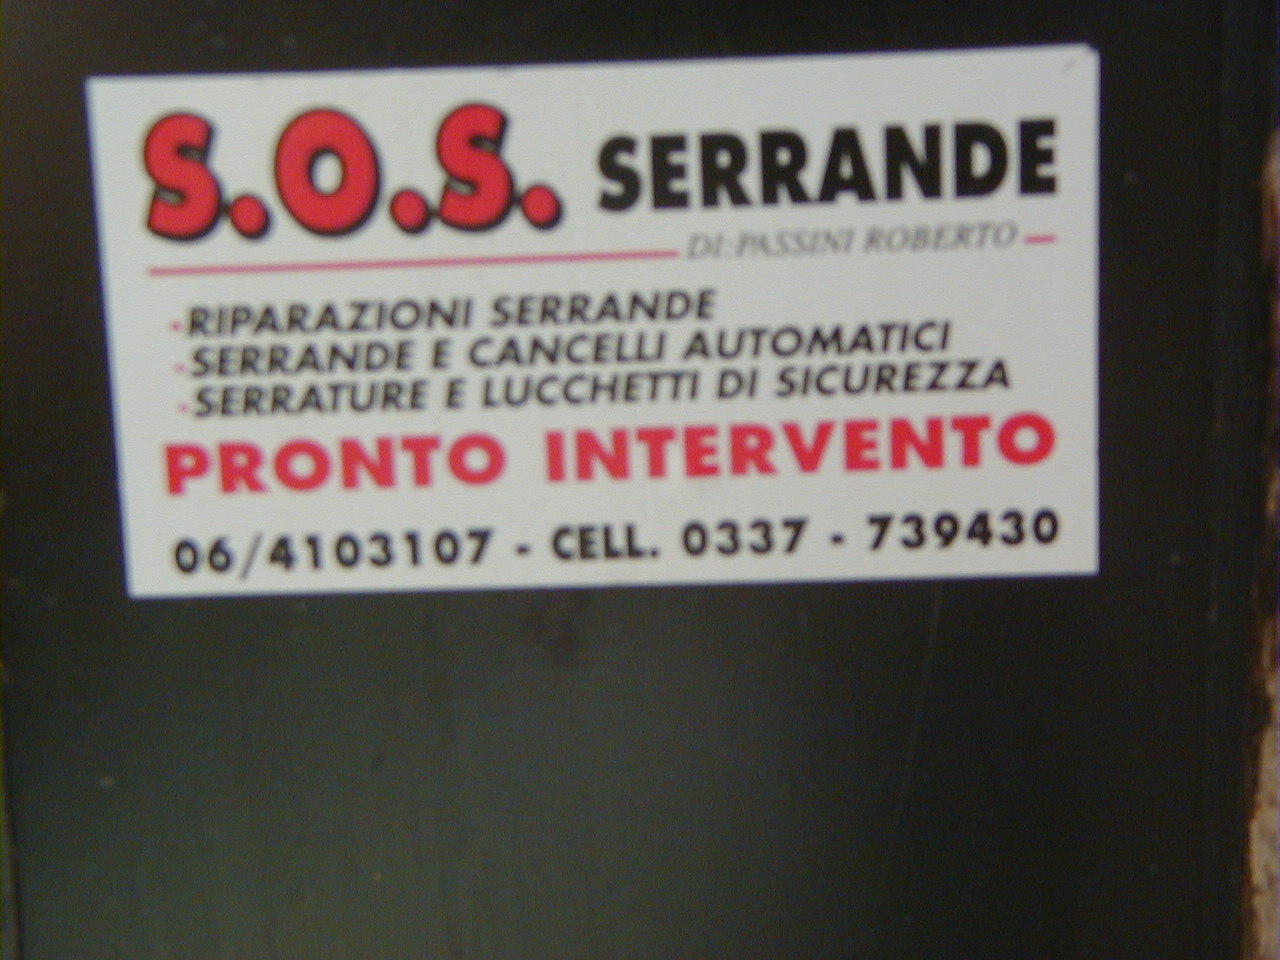 S.O.S. SERRANDE
DI: PASSINI ROBERTO
·RIPARAZIONI SERRANDE
·SERRANDE E CANCELLI AUTOMATICI
·SERRATURE E LUCCHETTI DI SICUREZZA
PRONTO INTERVENTO
06/4103107 - CELL. 0337 - 739430